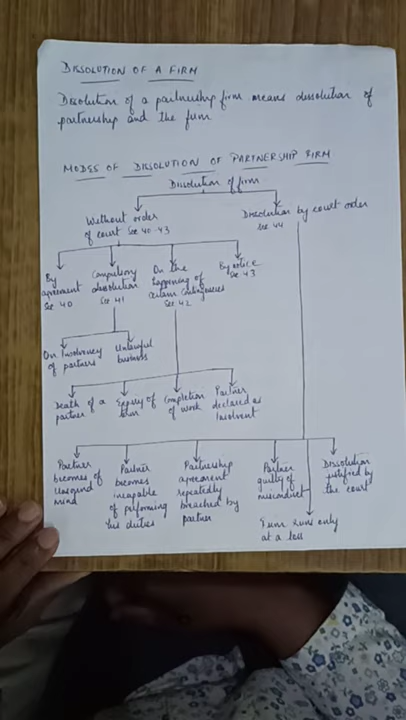 DISSOLUTION OF A FIRM
Dissolution of a partnership firm means dissolution of
partnership and the firm
MODES OF DISSOLUTION OF PARTNERSHIP FIRM
Dissolution of firm
Without order
of court Sec 40-43
Dissolution by court order
Sec 44
By
agreement
Sec 40
Compulsory
dissolution
Sec 41
On the
happening of
certain contingencies
Sec 42
By notice
Sec 43
On Insolvency
of partners
Unlawful
business
Death of a
partner
Expiry of
term
Completion
of work
Partner
declared as
Insolvent
Partner
becomes of
Unsound
mind
Partner
becomes
incapable
of performing
his duties
Partnership
agreement
repeatedly
breached by
partner
Partner
guilty of
misconduct
Dissolution
justified by
the court
Firm runs only
at a loss